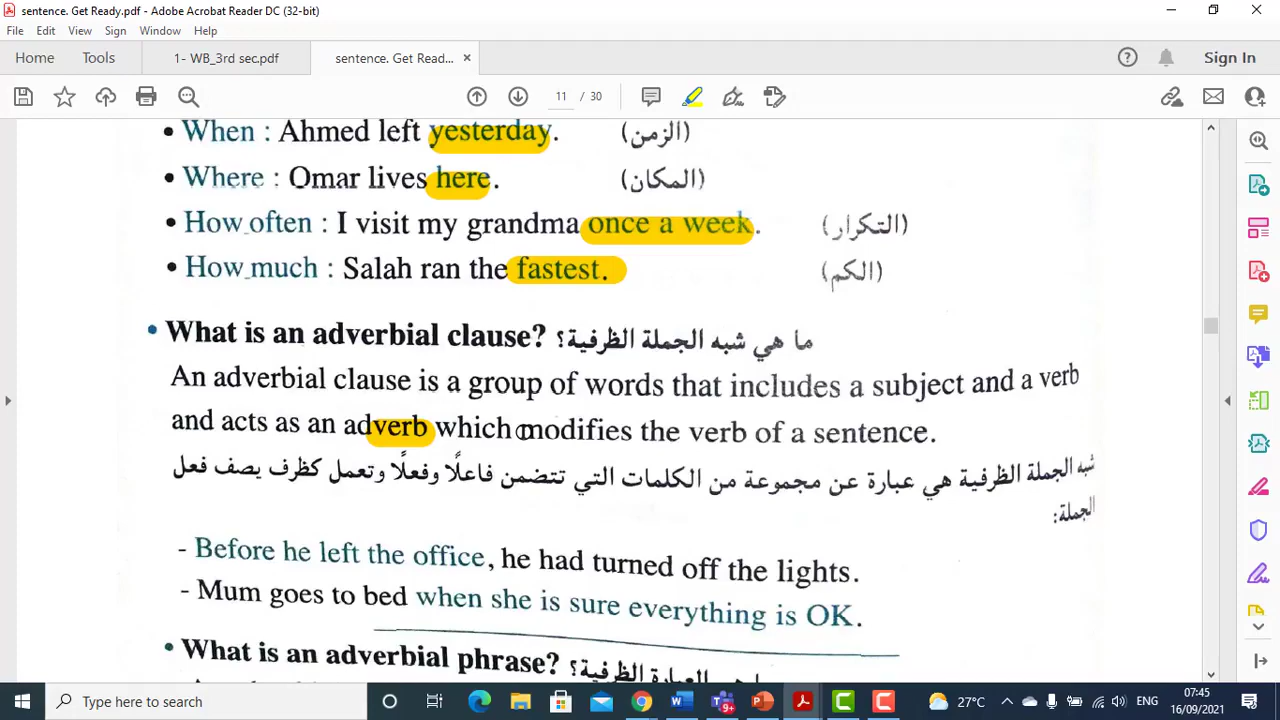 sentence. Get Ready.pdf - Adobe Acrobat Reader DC (32-bit)
File Edit View Sign Window Help
Home Tools 1- WB_3rd sec.pdf sentence. Get Read... × Sign In
11 / 30
• When : Ahmed left yesterday. (الزمن)
• Where : Omar lives here. (المكان)
• How often : I visit my grandma once a week. (التكرار)
• How much : Salah ran the fastest. (الكم)
• What is an adverbial clause? ما هي شبه الجملة الظرفية؟
An adverbial clause is a group of words that includes a subject and a verb
and acts as an adverb which modifies the verb of a sentence.
شبه الجملة الظرفية هي عبارة عن مجموعة من الكلمات التي تتضمن فاعلًا وفعلًا وتعمل كظرف يصف فعل
الجملة:
- Before he left the office, he had turned off the lights.
- Mum goes to bed when she is sure everything is OK.
• What is an adverbial phrase? العبارة الظرفية؟
Type here to search 27°C ENG 07:45
16/09/2021